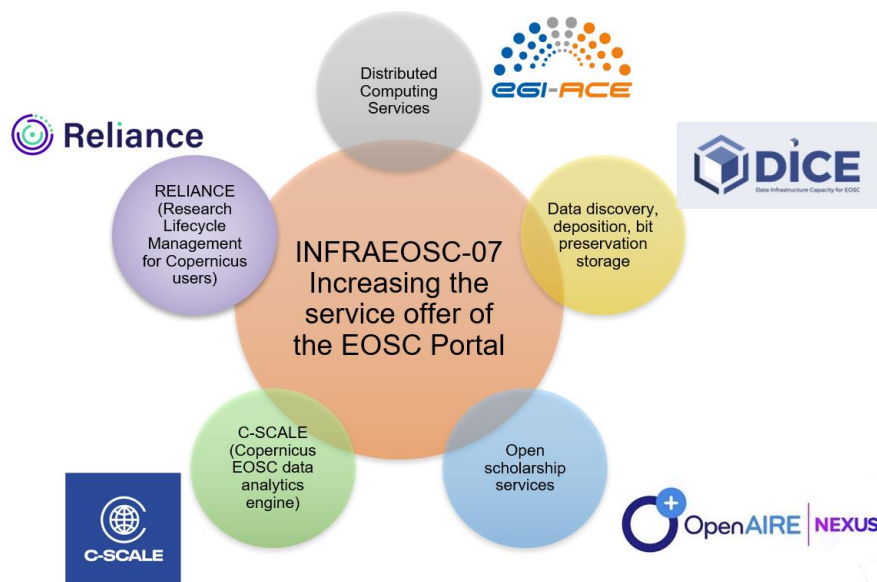 Distributed
Computing
Services
eGI-ACE
Reliance
DICE
Data Infrastructure Capacity for EOSC
RELIANCE
(Research
Lifecycle
Management
for Copernicus
users)
Data discovery,
deposition, bit
preservation
storage
INFRAEOSC-07
Increasing the
service offer of
the EOSC Portal
C-SCALE
(Copernicus
EOSC data
analytics
engine)
Open
scholarship
services
C-SCALE
OpenAIRE NEXUS